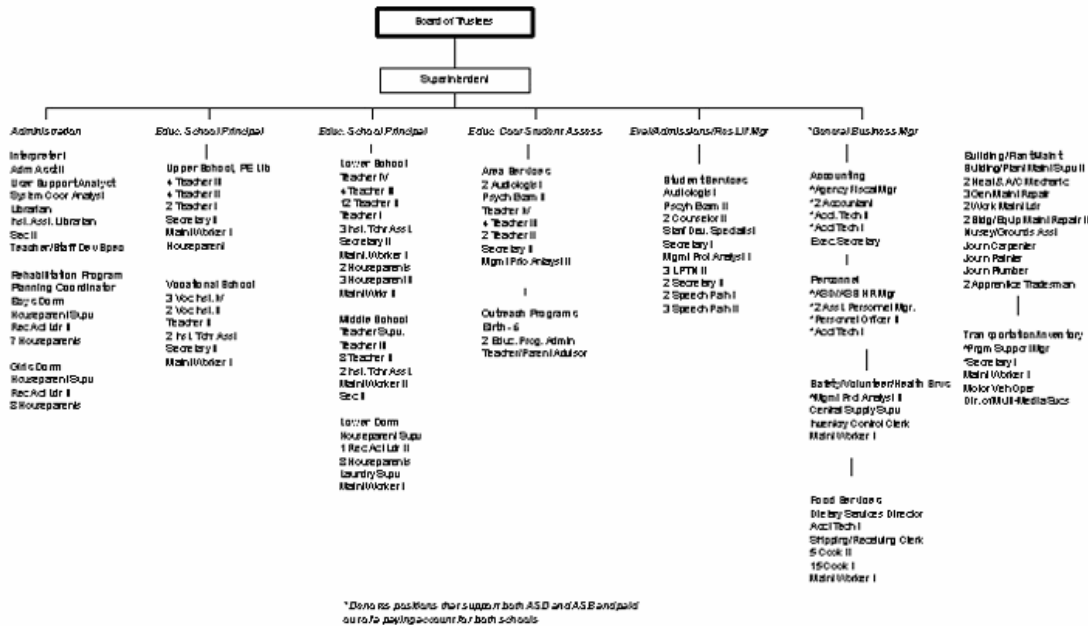 Board of Trustees
Superintendent
Administration
Interpreter I
Adm Asst II
User Support Analyst
System Coor Analyst
Librarian
Inst. Asst. Librarian
Sec II
Teacher/Staff Dev Spec
Rehabilitation Program
Planning Coordinator
Boys Dorm
Houseparent Supv
Rec Act Ldr II
7 Houseparents
Girls Dorm
Houseparent Supv
Rec Act Ldr II
8 Houseparents
Educ. School Principal
Upper School, PE Lib
4 Teacher III
4 Teacher II
2 Teacher I
Secretary II
Maint Worker I
Houseparent
Vocational School
3 Voc Inst. IV
2 Voc Inst. II
Teacher II
2 Inst. Tchr Asst
Secretary II
Maint Worker I
Educ. School Principal
Lower School
Teacher IV
4 Teacher III
12 Teacher II
Teacher I
3 Inst. Tchr Asst.
Secretary II
Maint. Worker I
2 Houseparents
3 Houseparent II
Maint Wrkr II
Middle School
Teacher Supv.
Teacher III
8 Teacher II
2 Inst. Tchr Asst.
Maint Worker II
Sec II
Lower Dorm
Houseparent Supv
1 Rec Act Ldr II
8 Houseparents
Laundry Supv
Maint Worker I
Educ. Coor Student Assess
Area Services
2 Audiologist
Psych Exam II
Teacher IV
4 Teacher III
2 Teacher II
Secretary II
Mgmt Prio Anlays II
Outreach Programs
Birth - 6
2 Educ. Prog. Admin
Teacher/Parent Advisor
Eval/Admissions/Res Lif Mgr
Student Services
Audiologist
Pscyh Exam II
2 Counselor II
Staff Dev. Specialist
Secretary I
Mgmt Prot Analyst I
3 LPTN II
2 Secretary II
2 Speech Path I
3 Speech Path II
*General Business Mgr
Accounting
*Agency Fiscal Mgr
*2 Accountant
*Acct. Tech II
*Acct Tech I
Exec. Secretary
Personnel
*ASD/ASB HR Mgr
*2 Asst. Personnel Mgr.
*Personnel Officer II
*Acct Tech I
Safety/Volunteer/Health Srvc
*Mgmt Prot Analyst II
Central Supply Supv
Inventory Control Clerk
Maint Worker I
Food Services
Dietary Services Director
Acct Tech I
Shipping/Receiving Clerk
5 Cook II
15 Cook I
Maint Worker I
Building/Plant Maint
Building/Plant Maint Supv II
2 Heat & A/C Mechanic
3 Gen Maint Repair
2 Work Maint Ldr
2 Bldg/Equip Maint Repair II
Nusey/Grounds Asst
Journ Carpenter
Journ Painter
Journ Plumber
2 Apprentice Tradesman
Transportation/Inventory
*Prgm Support Mgr
*Secretary I
Maint Worker I
Motor Veh Oper
Dir. of Multi-Media Svcs
*Denotes positions that support both ASD and ASB and paid
out of a paying account for both schools